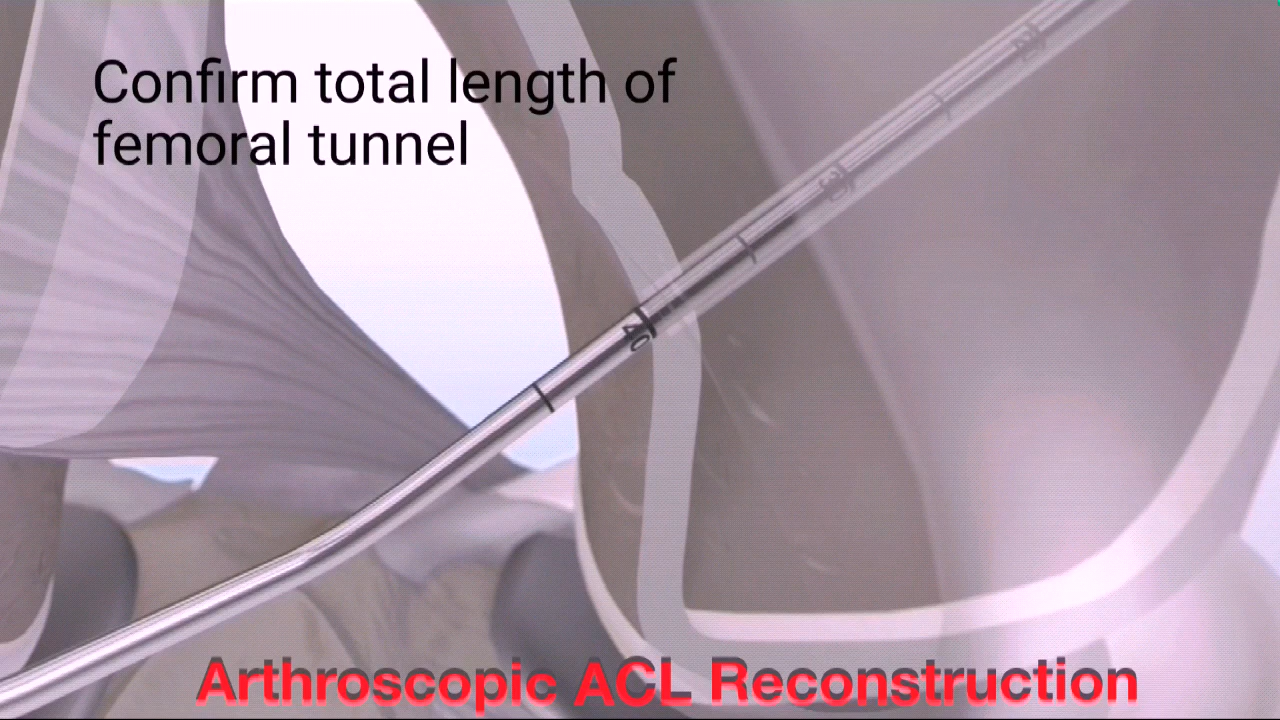 Confirm total length of
femoral tunnel
40
Arthroscopic ACL Reconstruction